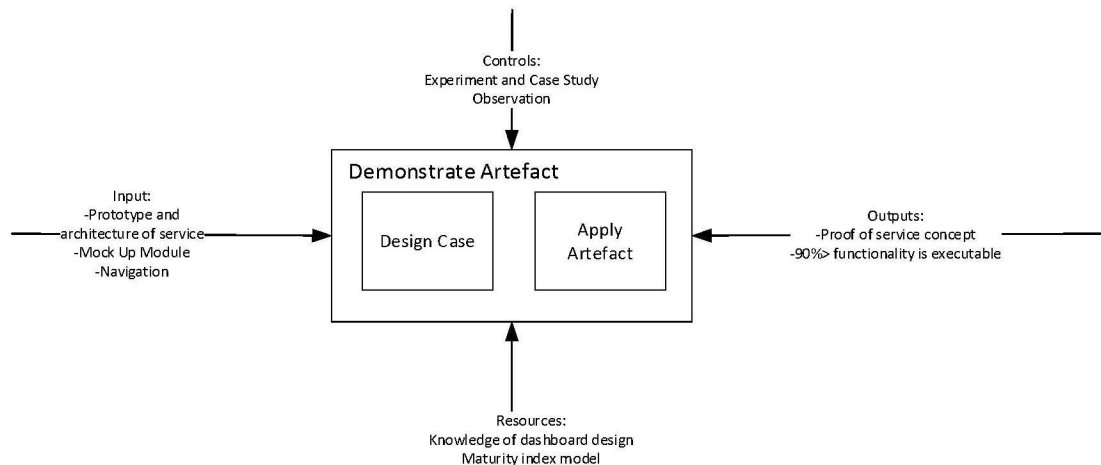 Controls:
Experiment and Case Study
Observation
Demonstrate Artefact
Design Case
Apply
Artefact
Input:
-Prototype and
architecture of service
-Mock Up Module
-Navigation
Outputs:
-Proof of service concept
-90%> functionality is executable
Resources:
Knowledge of dashboard design
Maturity index model